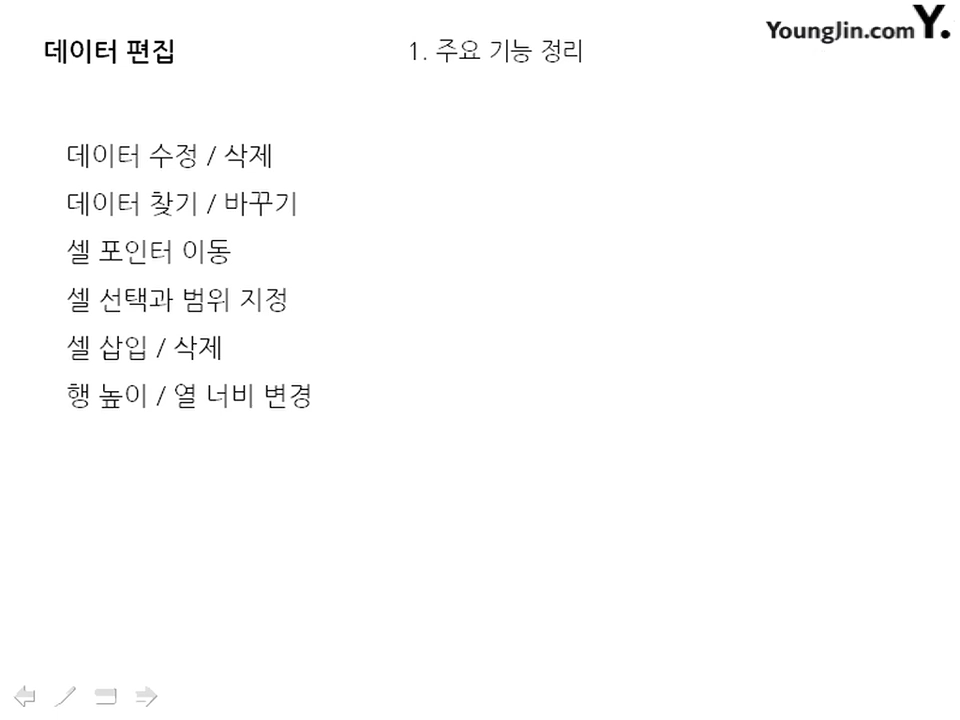 데이터 편집
1. 주요 기능 정리
YoungJin.com Y.
데이터 수정 / 삭제
데이터 찾기 / 바꾸기
셀 포인터 이동
셀 선택과 범위 지정
셀 삽입 / 삭제
행 높이 / 열 너비 변경